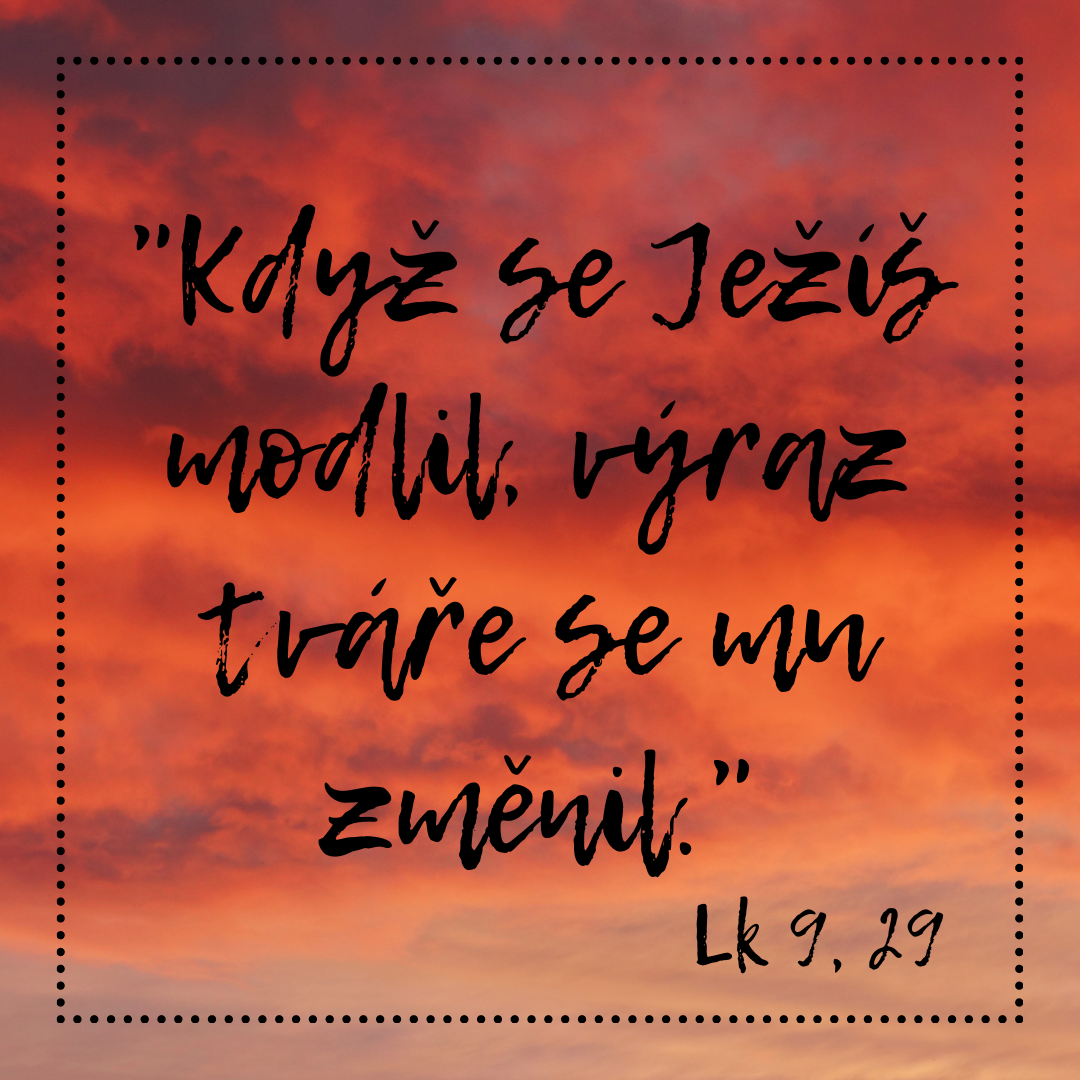 "Když se Ježíš
modlil, výraz
tváře se mu
změnil."
Lk 9, 29